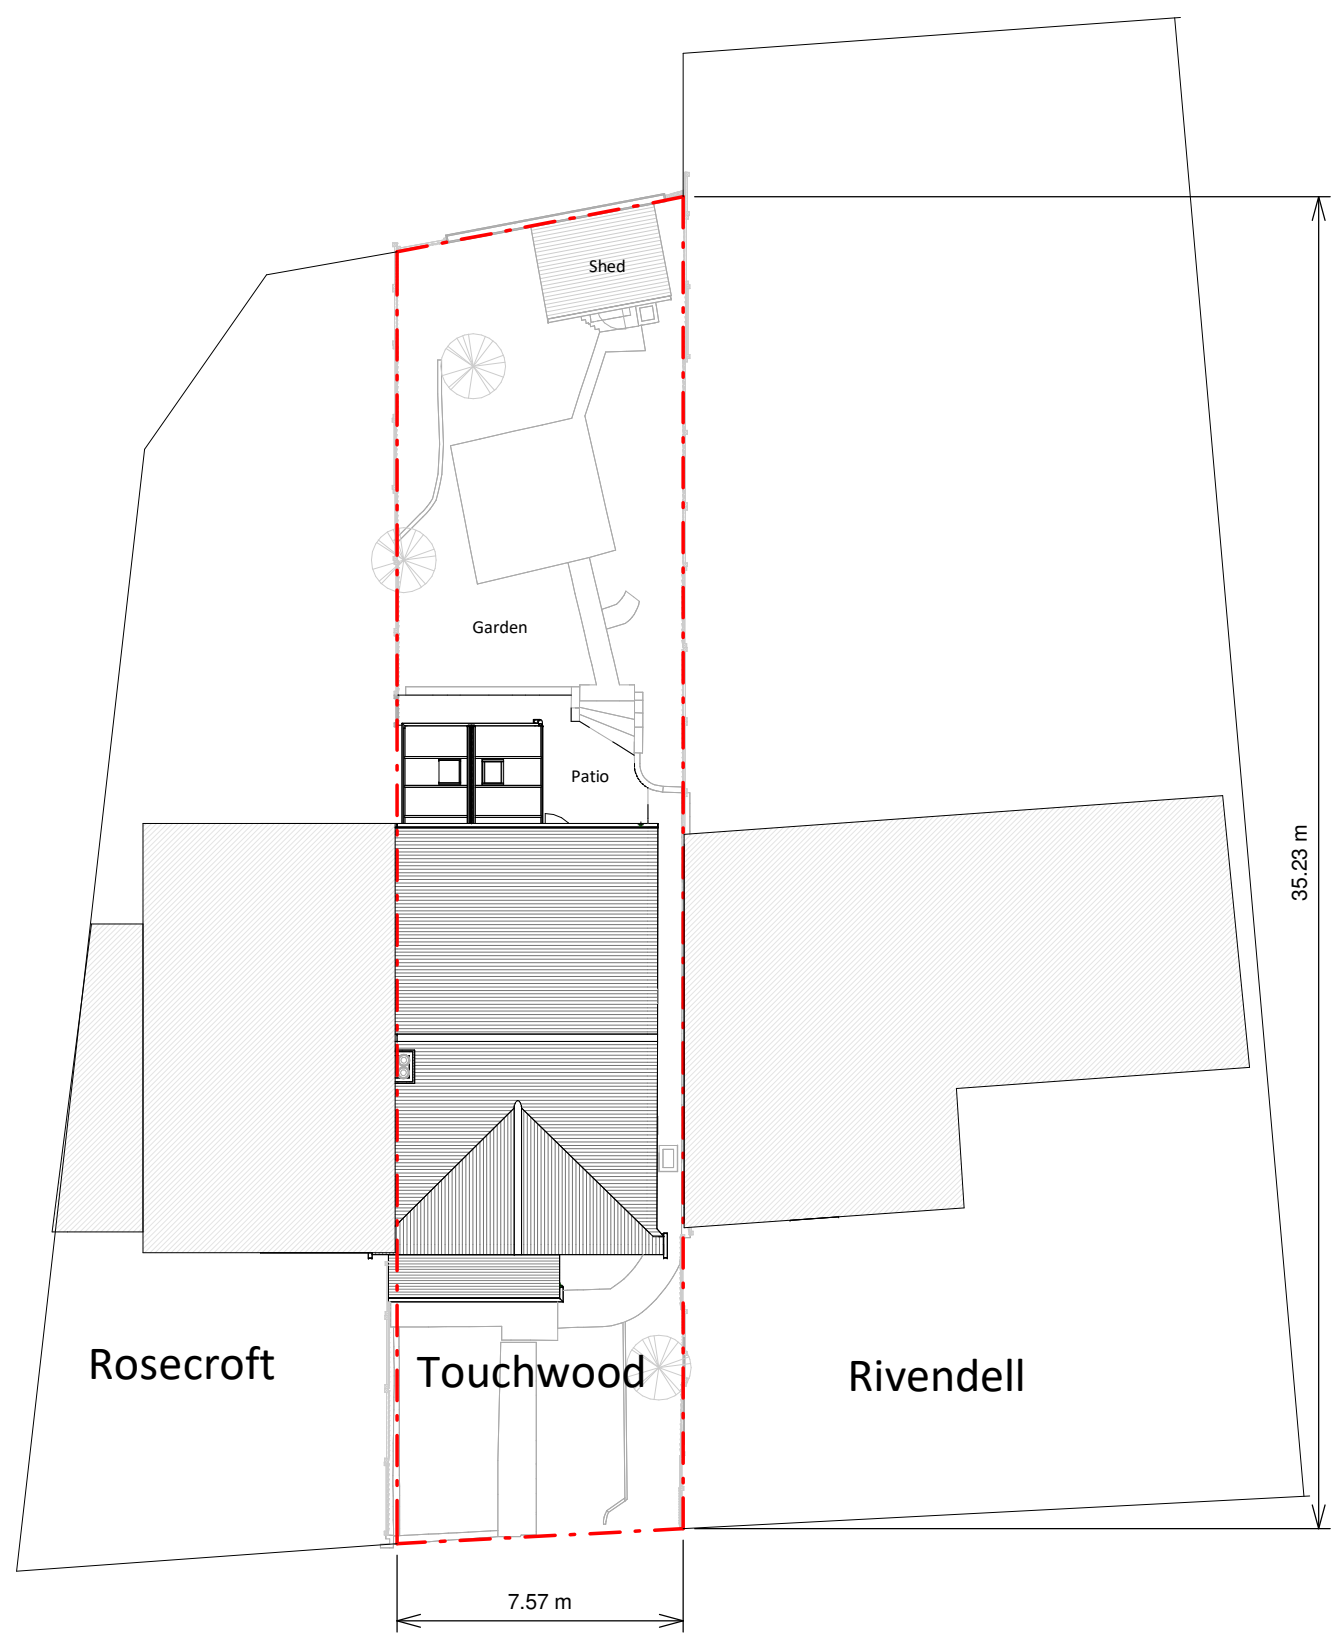 Shed
Garden
Patio
35.23 m
Rosecroft
Touchwood
Rivendell
7.57 m